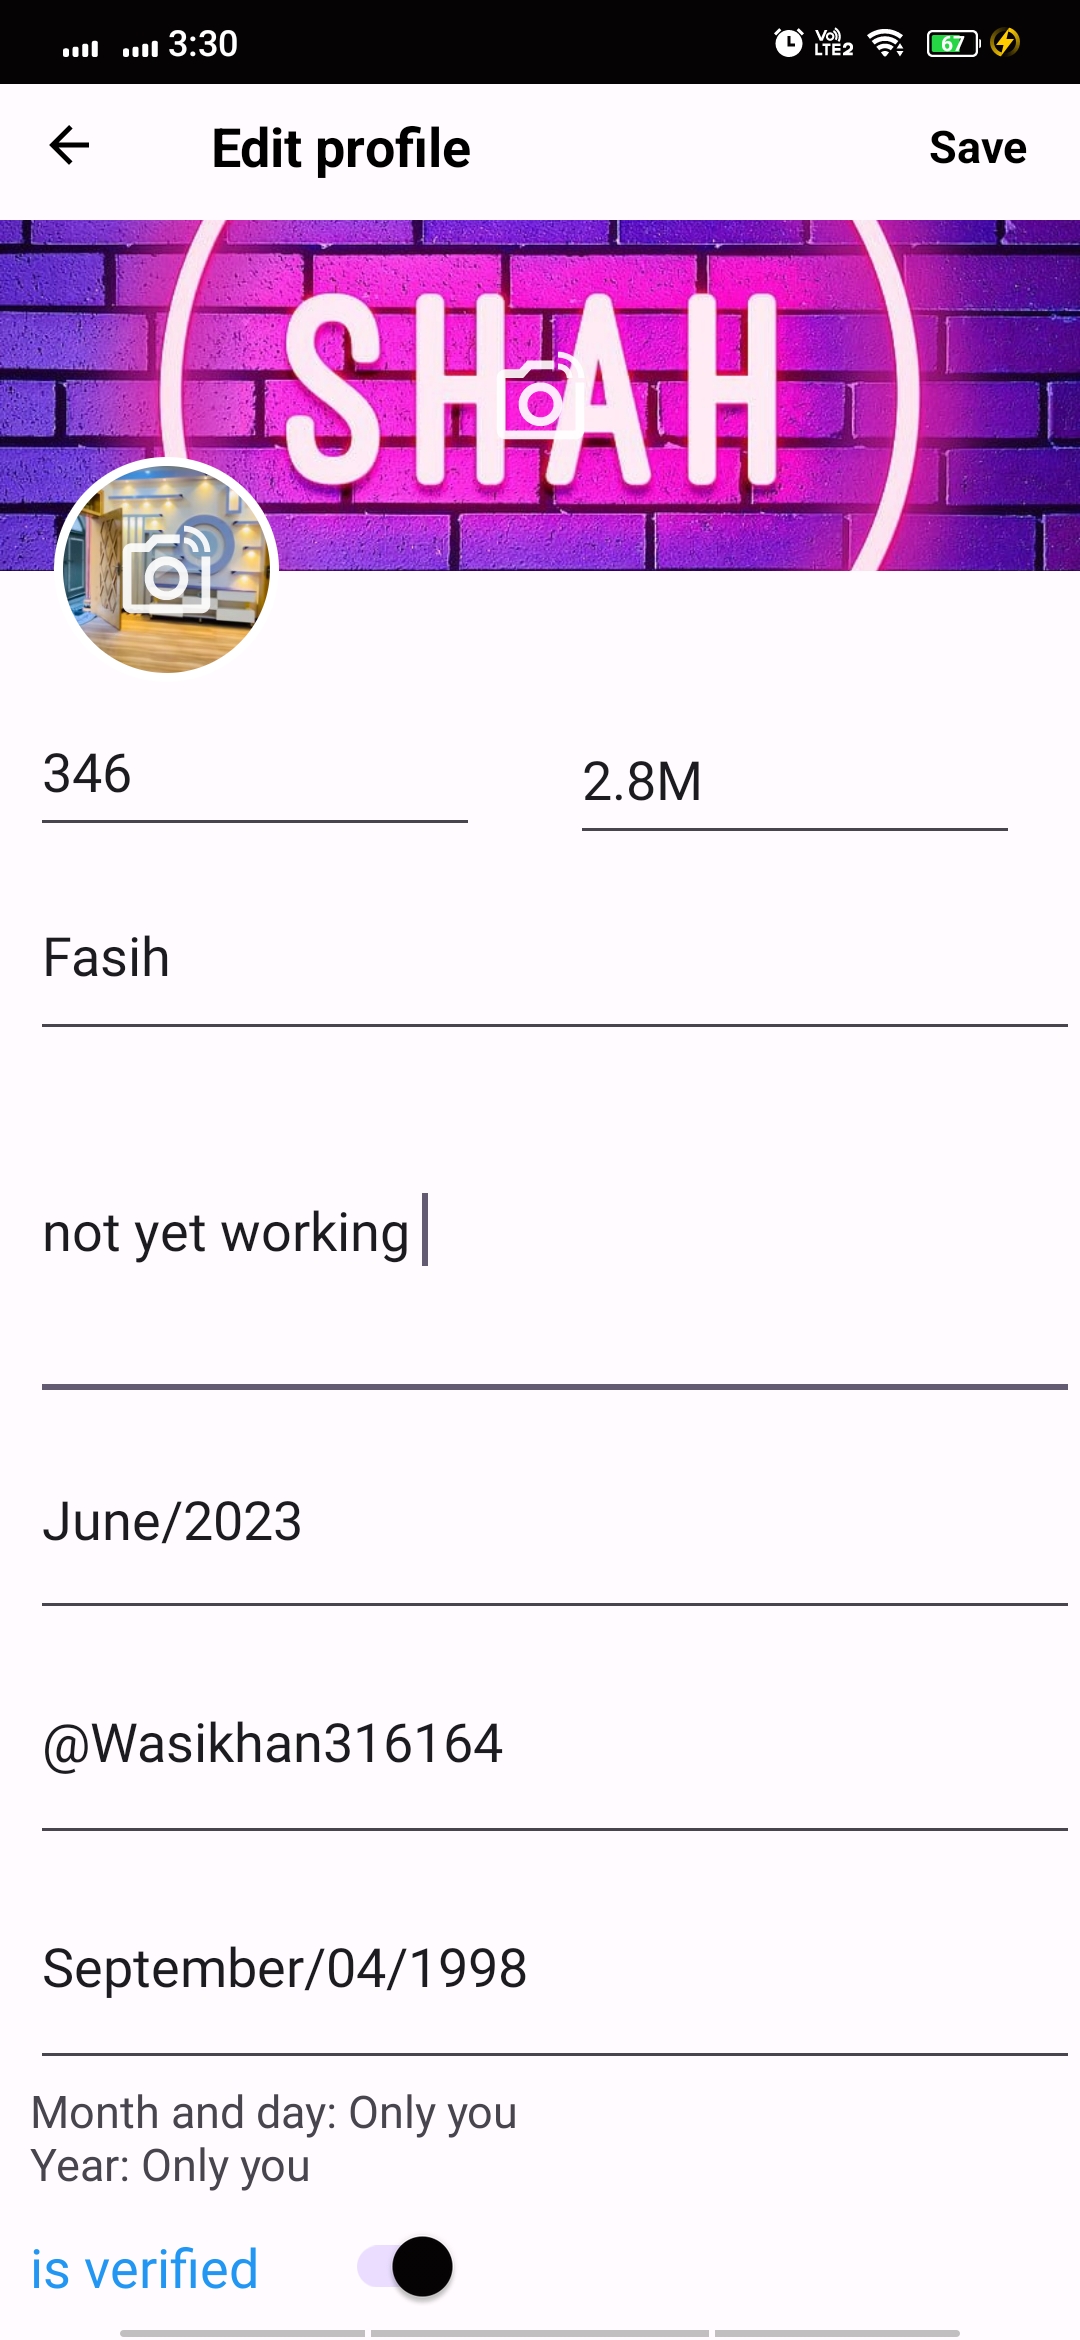 3:30 Vo) LTE2 67
Edit profile Save
SHAH
346 2.8M
Fasih
not yet working
June/2023
@Wasikhan316164
September/04/1998
Month and day: Only you
Year: Only you
is verified